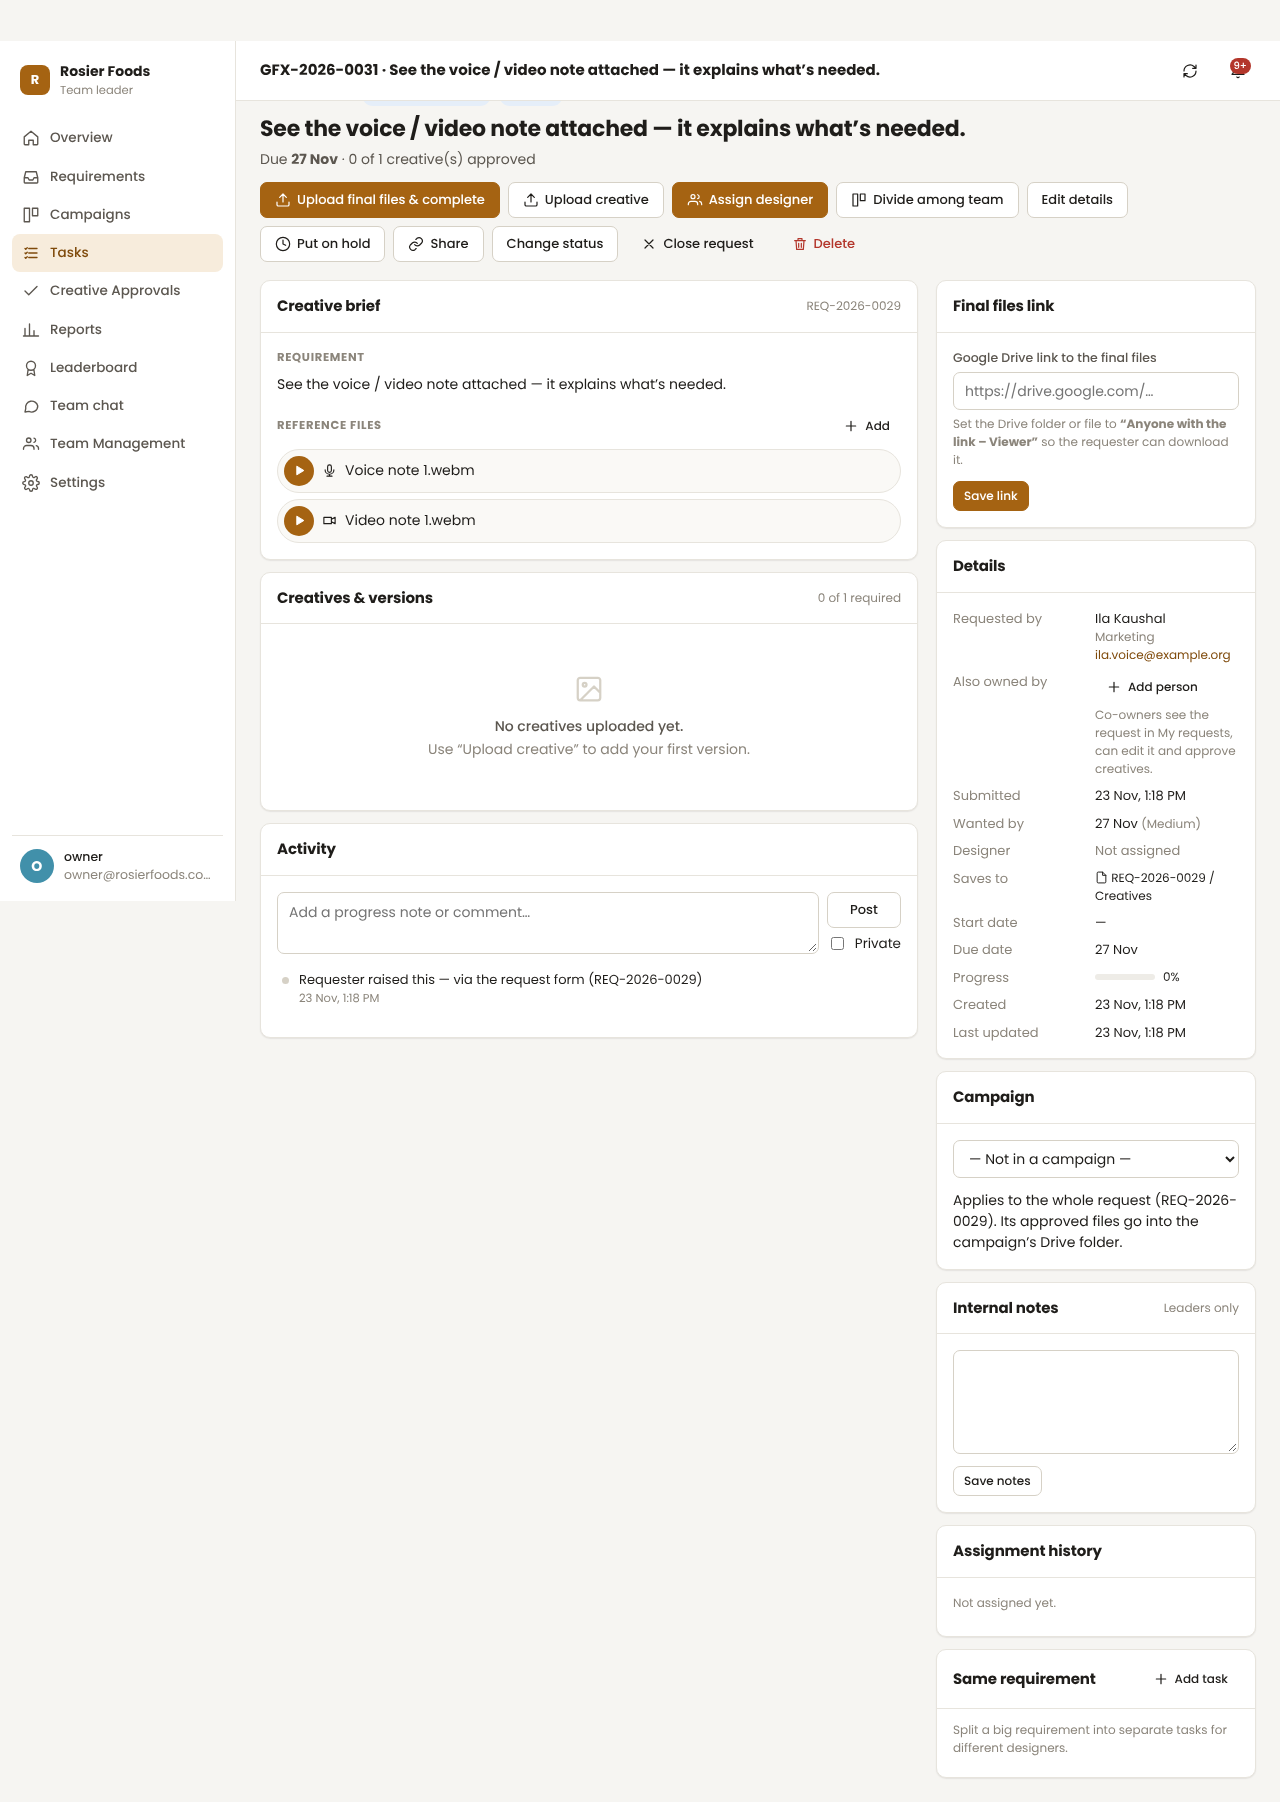 R
Rosier Foods
Team leader
Overview
Requirements
Campaigns
Tasks
Creative Approvals
Reports
Leaderboard
Team chat
Team Management
Settings
O
owner
owner@rosierfoods.co…
GFX-2026-0031 · See the voice / video note attached — it explains what’s needed.
9+
See the voice / video note attached — it explains what’s needed.
Due 27 Nov · 0 of 1 creative(s) approved
Upload final files & complete
Upload creative
Assign designer
Divide among team
Edit details
Put on hold
Share
Change status
Close request
Delete
Creative brief
REQ-2026-0029
REQUIREMENT
See the voice / video note attached — it explains what’s needed.
REFERENCE FILES
Add
Voice note 1.webm
Video note 1.webm
Creatives & versions
0 of 1 required
No creatives uploaded yet.
Use “Upload creative” to add your first version.
Activity
Add a progress note or comment…
Post
Private
Requester raised this — via the request form (REQ-2026-0029)
23 Nov, 1:18 PM
Final files link
Google Drive link to the final files
https://drive.google.com/…
Set the Drive folder or file to “Anyone with the
link – Viewer” so the requester can download
it.
Save link
Details
Requested by
Ila Kaushal
Marketing
ila.voice@example.org
Also owned by
Add person
Co-owners see the
request in My requests,
can edit it and approve
creatives.
Submitted
23 Nov, 1:18 PM
Wanted by
27 Nov (Medium)
Designer
Not assigned
Saves to
REQ-2026-0029 /
Creatives
Start date
—
Due date
27 Nov
Progress
0%
Created
23 Nov, 1:18 PM
Last updated
23 Nov, 1:18 PM
Campaign
— Not in a campaign —
Applies to the whole request (REQ-2026-
0029). Its approved files go into the
campaign’s Drive folder.
Internal notes
Leaders only
Save notes
Assignment history
Not assigned yet.
Same requirement
Add task
Split a big requirement into separate tasks for
different designers.